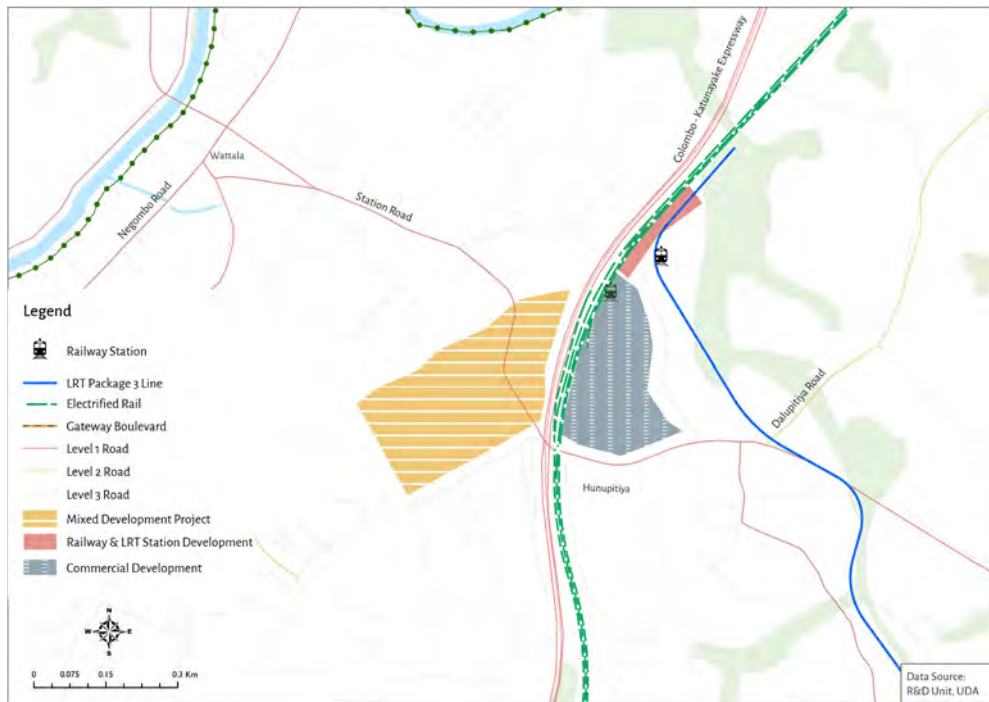 Colombo - Katunayake Expressway
Wattala
Negombo Road
Station Road
Dalupitiya Road
Hunupitiya
Legend
Railway Station
LRT Package 3 Line
Electrified Rail
Gateway Boulevard
Level 1 Road
Level 2 Road
Level 3 Road
Mixed Development Project
Railway & LRT Station Development
Commercial Development
N
W E
S
0 0.075 0.15 0.3 Km
Data Source:
R&D Unit, UDA